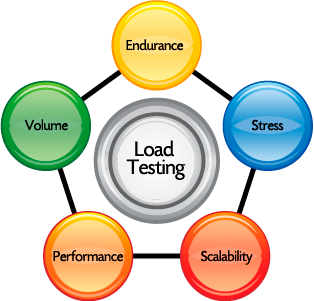 Endurance
Volume
Stress
Load
Testing
Performance
Scalability